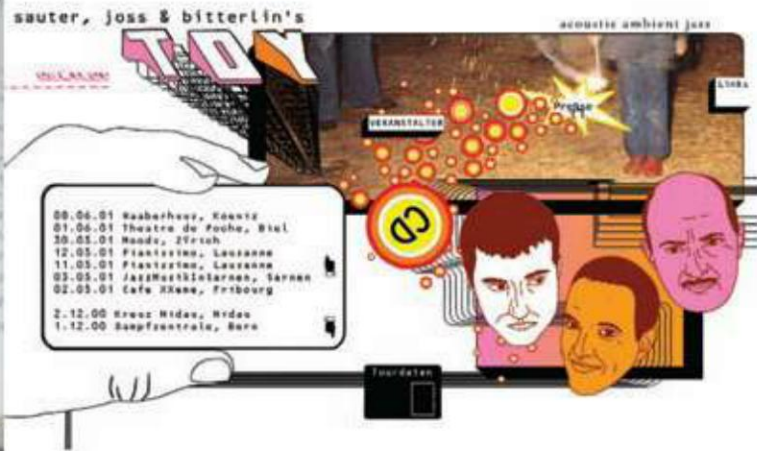 sauter, joss & bitterlin's
acoustic ambient jazz
TOY
Links
Presse
VERANSTALTER
CD
08.06.01 Haaberhuus, Koeniz
01.06.01 Theatre de Poche, Biel
30.05.01 Moods, Zürich
12.05.01 Pianissimo, Lausanne
11.05.01 Pianissimo, Lausanne
03.05.01 JazzMusikInSarnen, Sarnen
02.05.01 Cafe XXeme, Fribourg
2.12.00 Kreuz Nidau, Nidau
1.12.00 Dampfzentrale, Bern
Tourdaten